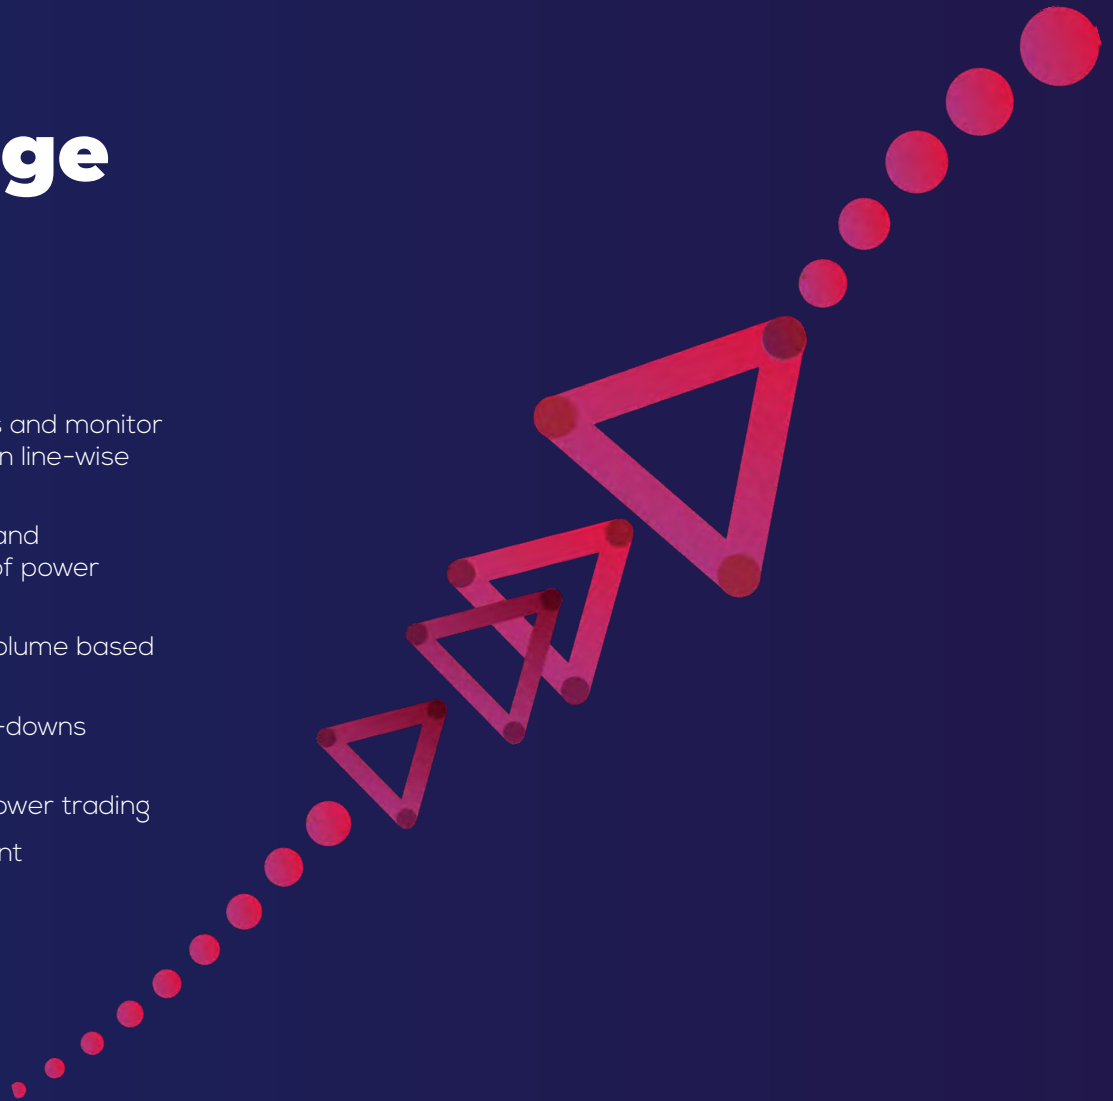 ge
s and monitor
n line-wise
and
of power
olume based
-downs
ower trading
nt